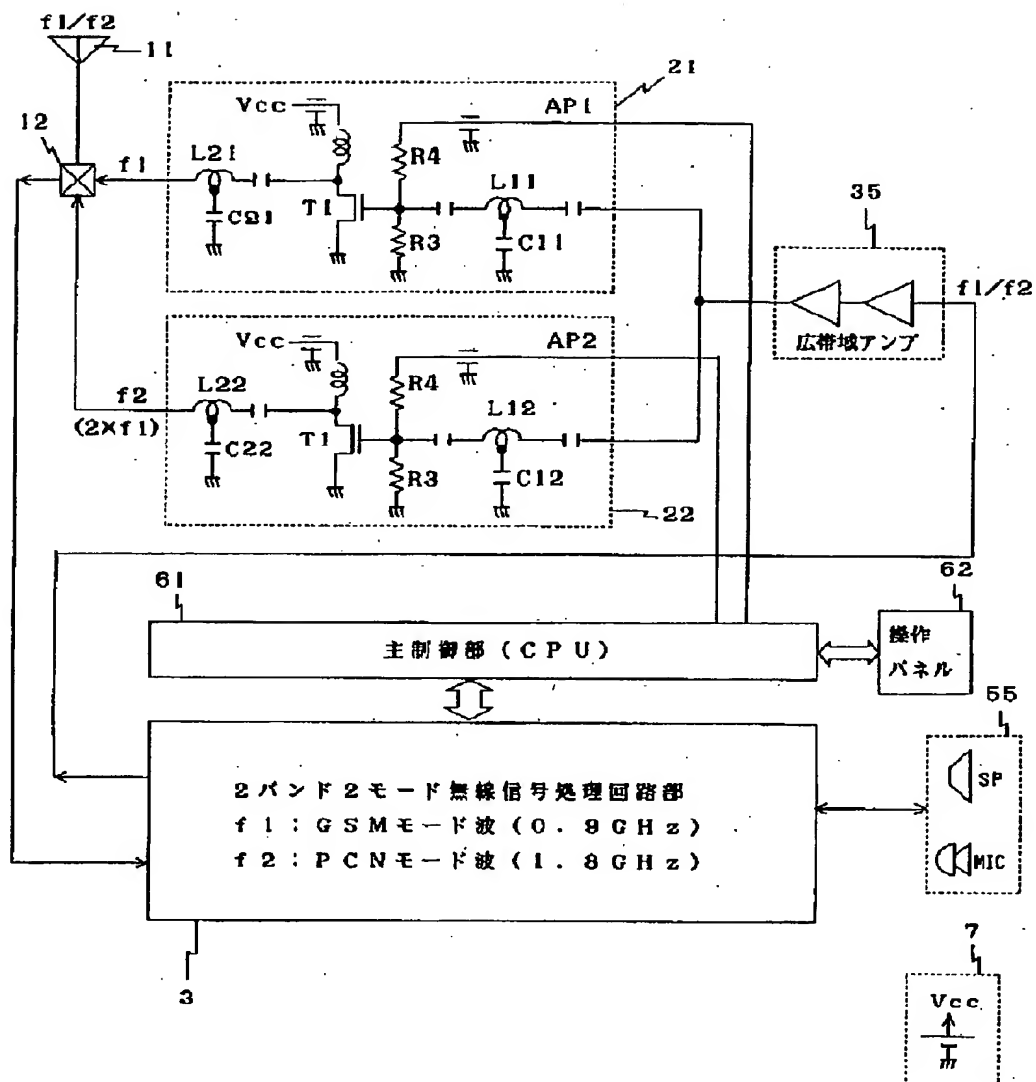 f1/f2
11
21
Vcc
AP1
12
L21
R4
L11
f1
T1
35
C21
R3
C11
f1/f2
広帯域アンプ
Vcc
AP2
f2
(2×f1)
L22
R4
L12
T1
C22
R3
C12
22
61
62
主制御部(CPU)
操作
パネル
55
2バンド2モード無線信号処理回路部
f1:GSMモード波(0.9GHz)
f2:PCNモード波(1.8GHz)
SP
MIC
3
7
Vcc